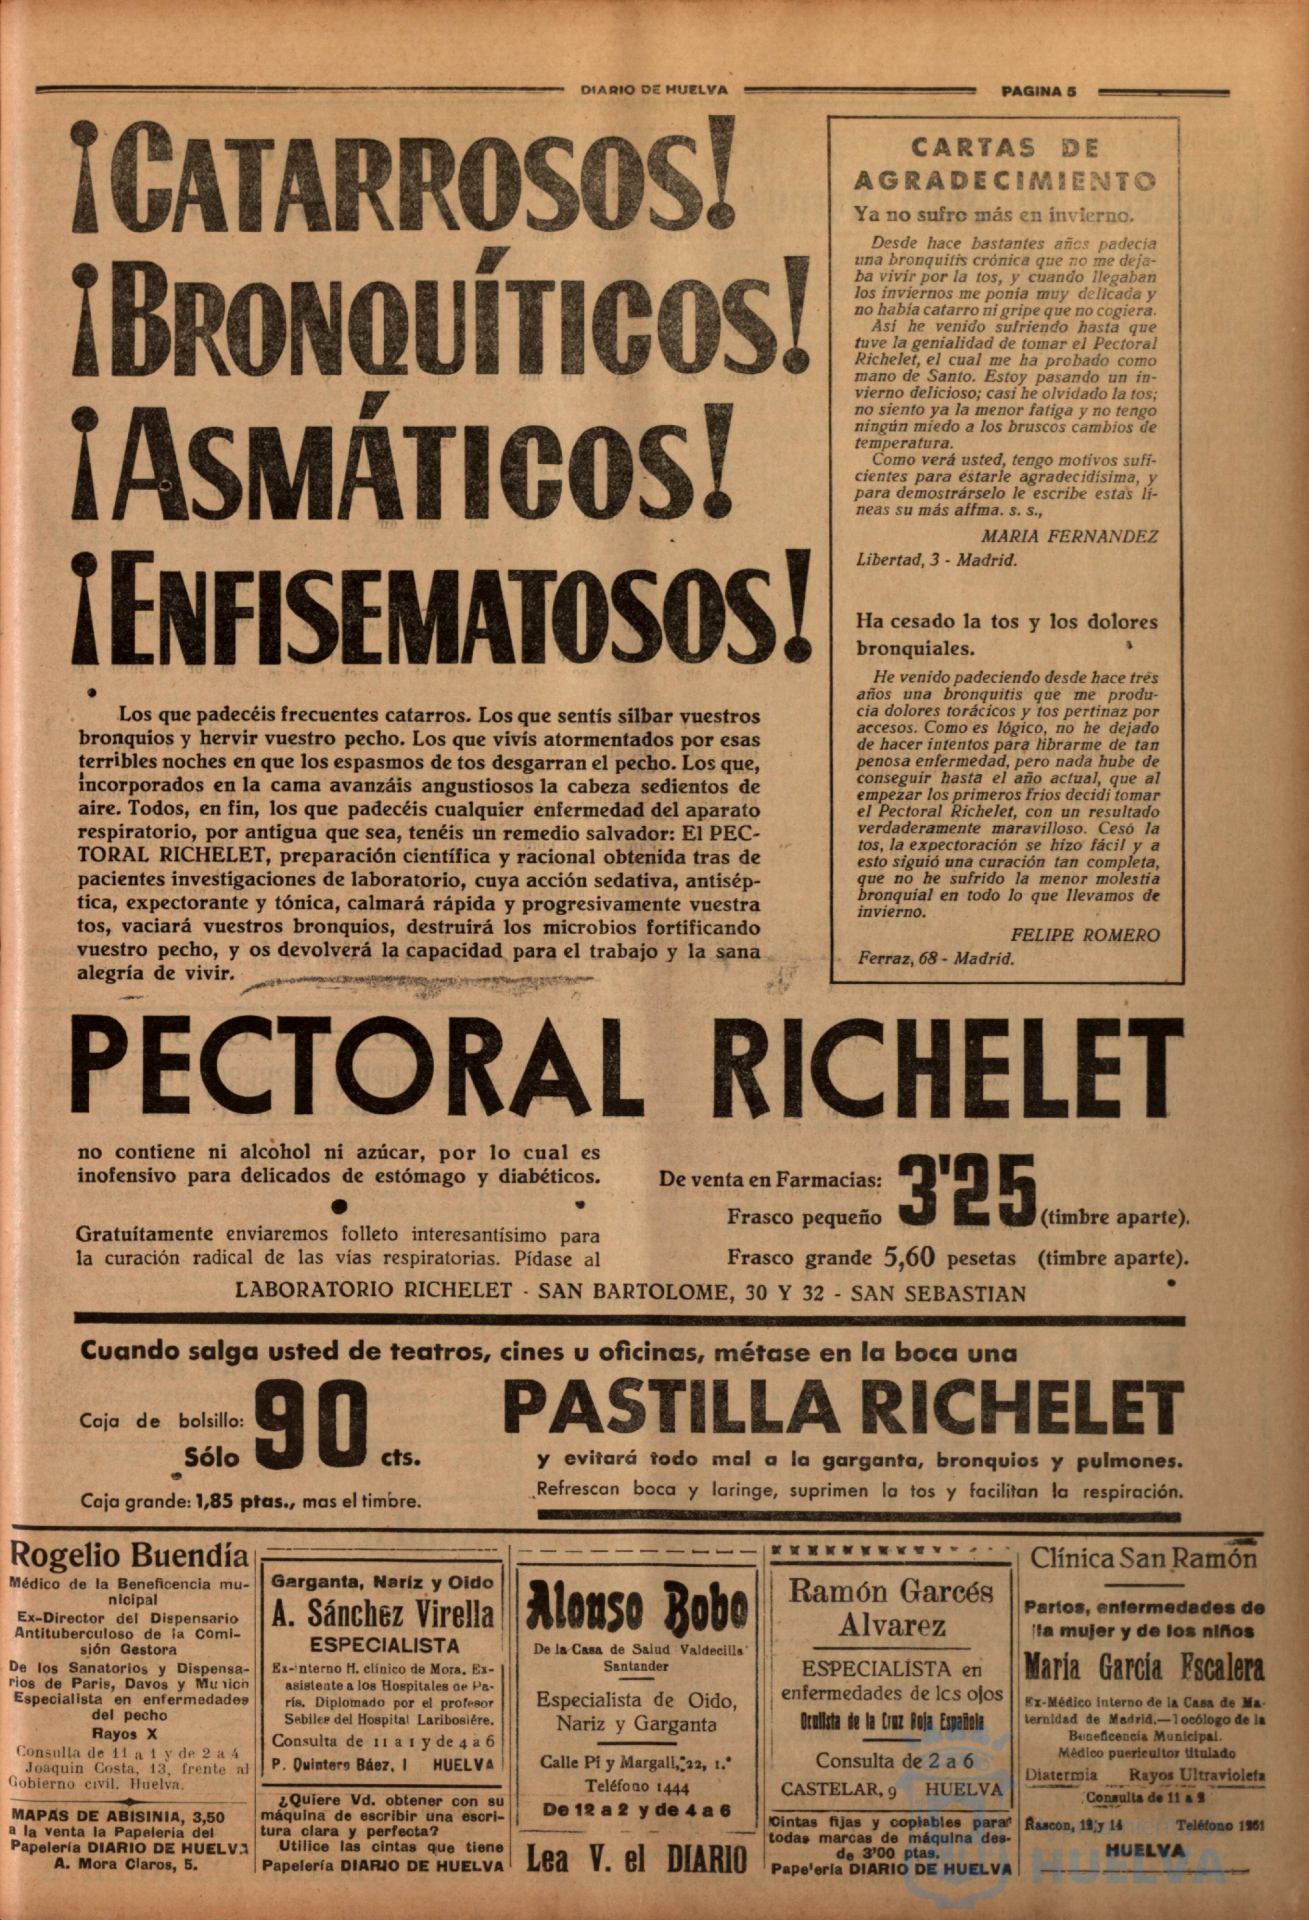 DIARIO DE HUELVA
PAGINA 5
¡CATARROSOS!
¡BRONQUÍTICOS!
¡ASMÁTICOS!
¡ENFISEMATOSOS!
Los que padecéis frecuentes catarros. Los que sentís silbar vuestros
bronquios y hervir vuestro pecho. Los que vivís atormentados por esas
terribles noches en que los espasmos de tos desgarran el pecho. Los que,
incorporados en la cama avanzáis angustiosos la cabeza sedientos de
aire. Todos, en fin, los que padecéis cualquier enfermedad del aparato
respiratorio, por antigua que sea, tenéis un remedio salvador: El PEC-
TORAL RICHELET, preparación científica y racional obtenida tras de
pacientes investigaciones de laboratorio, cuya acción sedativa, antisép-
tica, expectorante y tónica, calmará rápida y progresivamente vuestra
tos, vaciará vuestros bronquios, destruirá los microbios fortificando
vuestro pecho, y os devolverá la capacidad para el trabajo y la sana
alegría de vivir.
CARTAS DE
AGRADECIMIENTO
Ya no sufro más en invierno.
Desde hace bastantes años padecía
una bronquitis crónica que no me deja-
ba vivir por la tos, y cuando llegaban
los inviernos me ponía muy delicada y
no había catarro ni gripe que no cogiera.
Así he venido sufriendo hasta que
tuve la genialidad de tomar el Pectoral
Richelet, el cual me ha probado como
mano de Santo. Estoy pasando un in-
vierno delicioso; casi he olvidado la tos;
no siento ya la menor fatiga y no tengo
ningún miedo a los bruscos cambios de
temperatura.
Como verá usted, tengo motivos sufi-
cientes para estarle agradecidísima, y
para demostrárselo le escribe estas lí-
neas su más affma. s. s.,
MARIA FERNANDEZ
Libertad, 3 - Madrid.
Ha cesado la tos y los dolores
bronquiales.
He venido padeciendo desde hace tres
años una bronquitis que me produ-
cia dolores torácicos y tos pertinaz por
accesos. Como es lógico, no he dejado
de hacer intentos para librarme de tan
penosa enfermedad, pero nada hube de
conseguir hasta el año actual, que al
empezar los primeros fríos decidí tomar
el Pectoral Richelet, con un resultado
verdaderamente maravilloso. Cesó la
tos, la expectoración se hizo fácil y a
esto siguió una curación tan completa,
que no he sufrido la menor molestia
bronquial en todo lo que llevamos de
invierno.
FELIPE ROMERO
Ferraz, 68 - Madrid.
PECTORAL RICHELET
no contiene ni alcohol ni azúcar, por lo cual es
inofensivo para delicados de estómago y diabéticos.
Gratuítamente enviaremos folleto interesantísimo para
la curación radical de las vías respiratorias. Pídase al
De venta en Farmacias:
Frasco pequeño 3'25 (timbre aparte).
Frasco grande 5,60 pesetas (timbre aparte).
LABORATORIO RICHELET - SAN BARTOLOME, 30 Y 32 - SAN SEBASTIAN
Cuando salga usted de teatros, cines u oficinas, métase en la boca una
Caja de bolsillo:
Sólo 90 cts.
Caja grande: 1,85 ptas., mas el timbre.
PASTILLA RICHELET
y evitará todo mal a la garganta, bronquios y pulmones.
Refrescan boca y laringe, suprimen la tos y facilitan la respiración.
Rogelio Buendía
Médico de la Beneficencia mu-
nicipal
Ex-Director del Dispensario
Antituberculoso de la Comi-
sión Gestora
De los Sanatorios y Dispensa-
rios de Paris, Davos y Munich
Especialista en enfermedades
del pecho
Rayos X
Consulta de 11 a 1 y de 2 a 4
Joaquin Costa, 13, frente al
Gobierno civil. Huelva.
MAPAS DE ABISINIA, 3,50
a la venta la Papeleria del
Papelería DIARIO DE HUELVA
A. Mora Claros, 5.
Garganta, Nariz y Oido
A. Sánchez Virella
ESPECIALISTA
Ex-interno H. clínico de Mora. Ex-
asistente a los Hospitales de Pa-
rís. Diplomado por el profesor
Sebiles del Hospital Laribosiére.
Consulta de 11 a 1 y de 4 a 6
P. Quintero Báez, 1 HUELVA
¿Quiere Vd. obtener con su
máquina de escribir una escri-
tura clara y perfecta?
Utilice las cintas que tiene
Papelería DIARIO DE HUELVA
Alonso Bobo
De la Casa de Salud Valdecilla
Santander
Especialista de Oido,
Nariz y Garganta
Calle Pi y Margall, 22, 1.º
Teléfono 1444
De 12 a 2 y de 4 a 6
Lea V. el DIARIO
Ramón Garcés
Alvarez
ESPECIALISTA en
enfermedades de los ojos
Oculista de la Cruz Roja Española
Consulta de 2 a 6
CASTELAR, 9 HUELVA
Cintas fijas y copiables para
todas marcas de máquina des-
de 3'00 ptas.
Papelería DIARIO DE HUELVA
Clínica San Ramón
Partos, enfermedades de
la mujer y de los niños
María García Escalera
Ex-Médico interno de la Casa de Ma-
ternidad de Madrid.—Tocólogo de la
Beneficencia Municipal.
Médico puericultor titulado
Diatermia Rayos Ultravioleta
Consulta de 11 a 2
Rascon, 12 y 14 Teléfono 1261
HUELVA
HUELVA